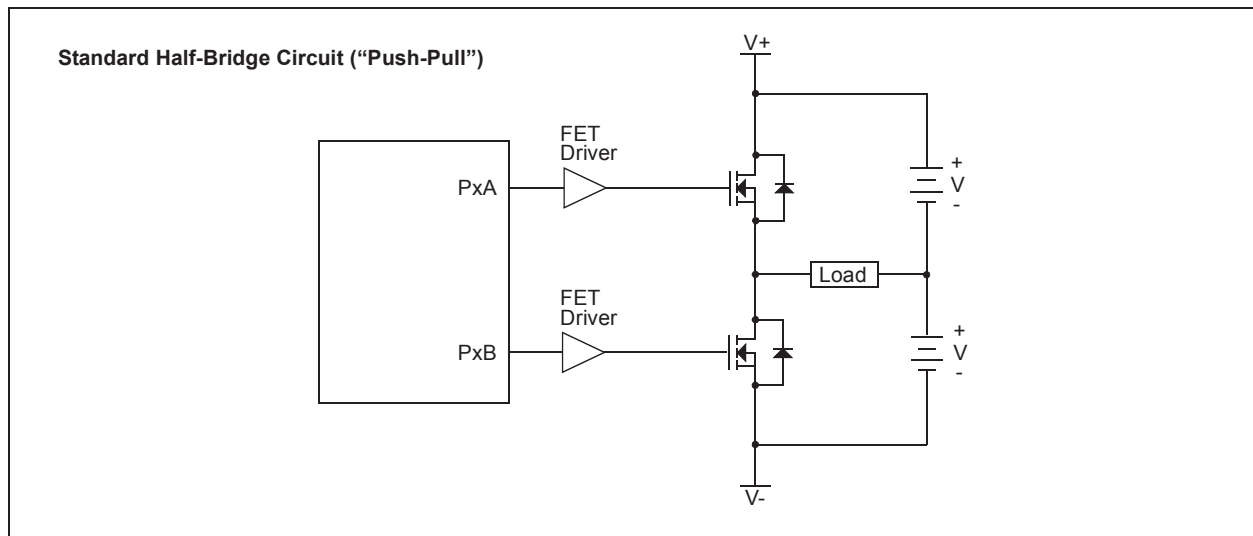 Standard Half-Bridge Circuit (“Push-Pull”)
V+
FET
Driver
PxA
+
V
-
Load
FET
Driver
PxB
+
V
-
V-